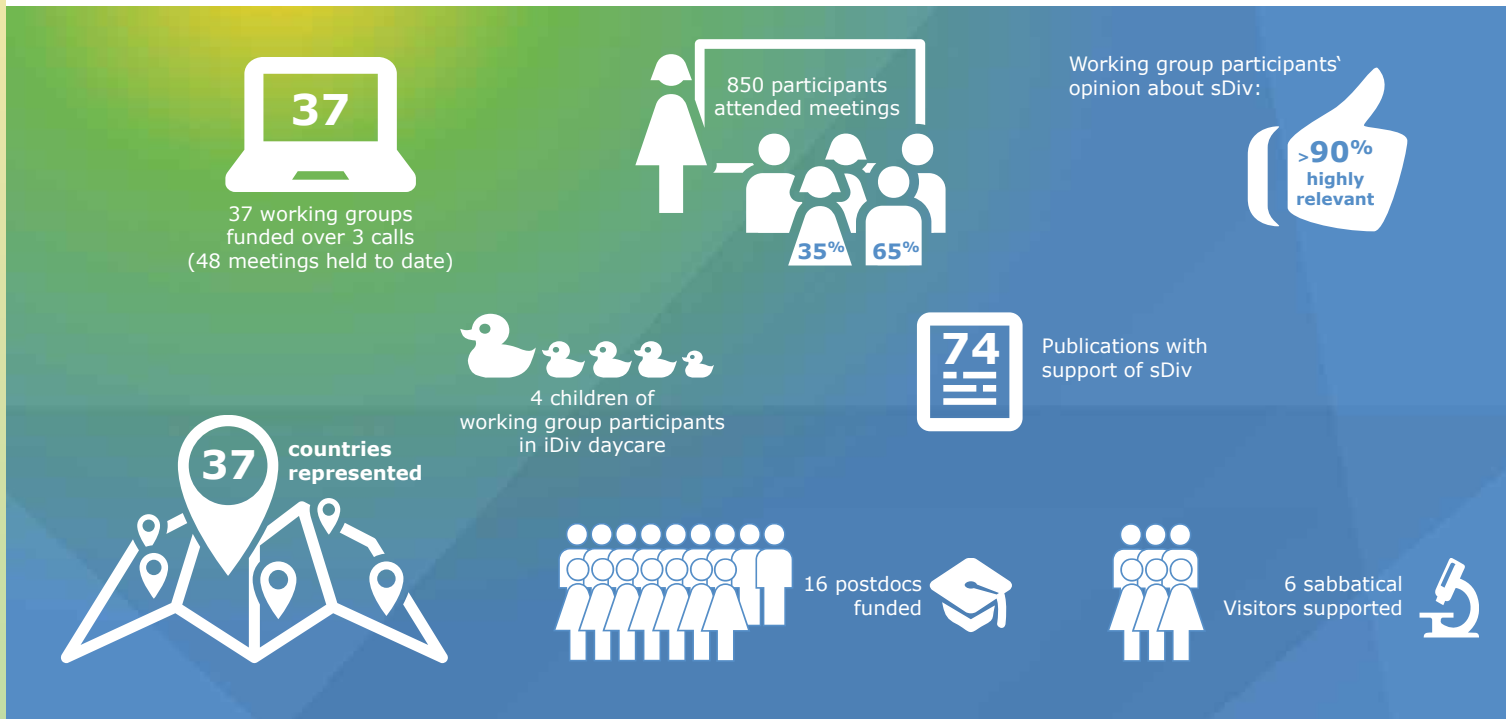 37
37 working groups
funded over 3 calls
(48 meetings held to date)
850 participants
attended meetings
35%
65%
Working group participants‘
opinion about sDiv:
>90%
highly
relevant
4 children of
working group participants
in iDiv daycare
74
Publications with
support of sDiv
37
countries
represented
16 postdocs
funded
6 sabbatical
Visitors supported